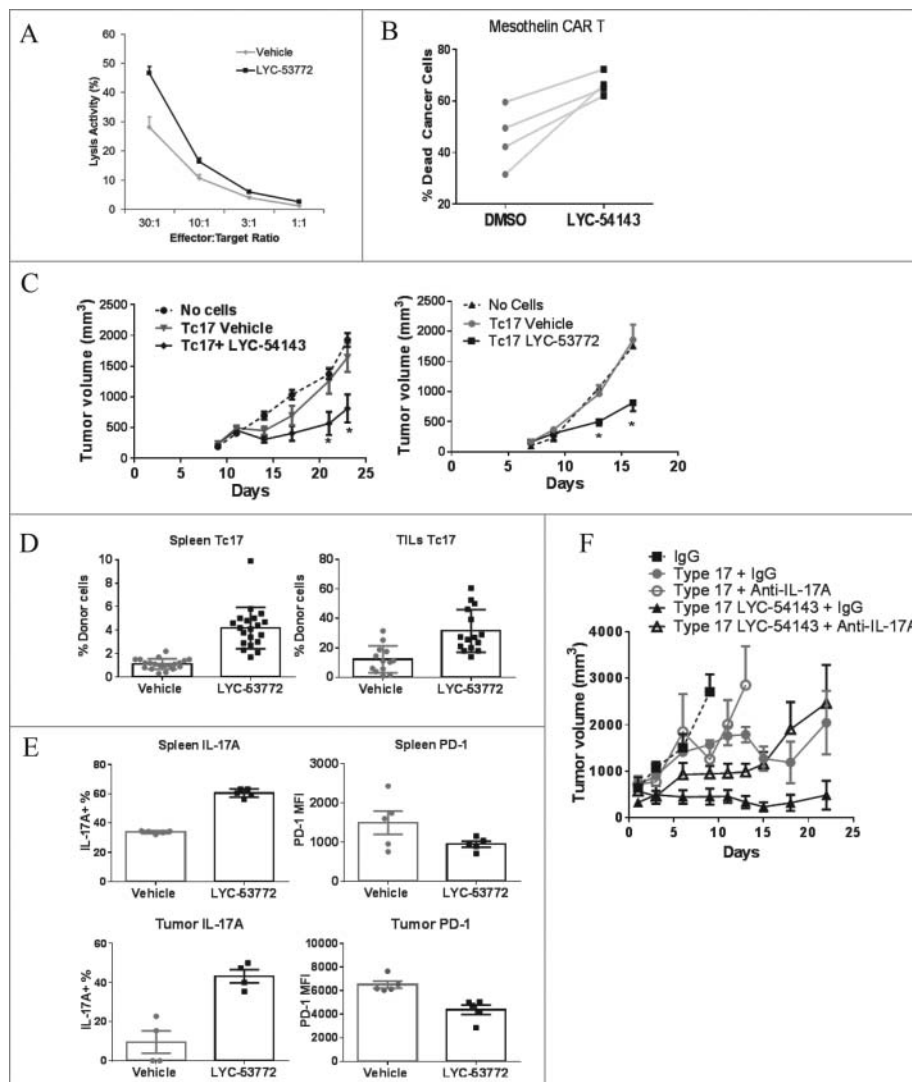 A
Lysis Activity (%)
60
50
40
30
20
10
0
Vehicle
LYC-53772
30:1 10:1 3:1 1:1
Effector:Target Ratio
B
Mesothelin CAR T
% Dead Cancer Cells
80
60
40
20
DMSO LYC-54143
C
Tumor volume (mm³)
2500
2000
1500
1000
500
0
No cells
Tc17 Vehicle
Tc17+ LYC-54143
* *
0 5 10 15 20 25
Days
Tumor volume (mm³)
2500
2000
1500
1000
500
0
No Cells
Tc17 Vehicle
Tc17 LYC-53772
* *
0 5 10 15 20
Days
D
Spleen Tc17
% Donor cells
10
8
6
4
2
0
Vehicle LYC-53772
TILs Tc17
% Donor cells
80
60
40
20
0
Vehicle LYC-53772
E
Spleen IL-17A
IL-17A+ %
80
60
40
20
0
Vehicle LYC-53772
Spleen PD-1
PD-1 MFI
3000
2000
1000
0
Vehicle LYC-53772
Tumor IL-17A
IL-17A+ %
60
40
20
0
Vehicle LYC-53772
Tumor PD-1
PD-1 MFI
10000
8000
6000
4000
2000
0
Vehicle LYC-53772
F
IgG
Type 17 + IgG
Type 17 + Anti-IL-17A
Type 17 LYC-54143 + IgG
Type 17 LYC-54143 + Anti-IL-17A
Tumor volume (mm³)
4000
3000
2000
1000
0
0 5 10 15 20 25
Days